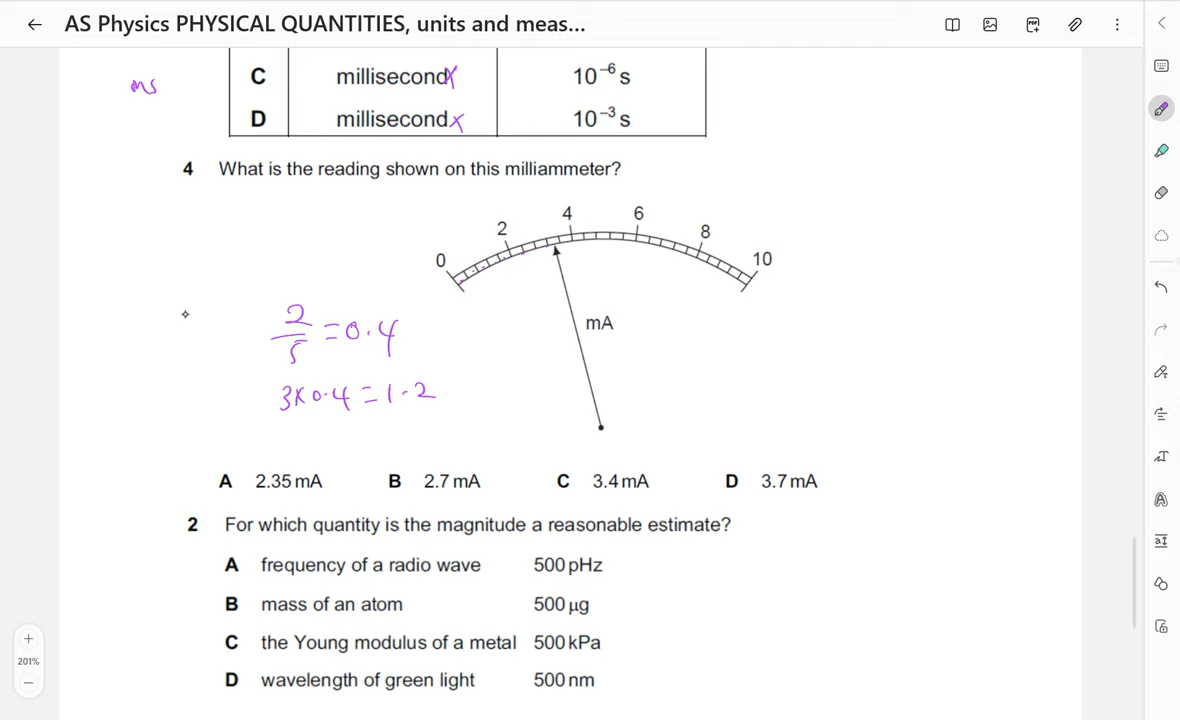 AS Physics PHYSICAL QUANTITIES, units and meas...
ms
C millisecond 10⁻⁶ s
D millisecond 10⁻³ s
4 What is the reading shown on this milliammeter?
0 2 4 6 8 10
mA
2/5 = 0.4
3x0.4 = 1.2
A 2.35 mA B 2.7 mA C 3.4 mA D 3.7 mA
2 For which quantity is the magnitude a reasonable estimate?
A frequency of a radio wave 500 pHz
B mass of an atom 500 μg
C the Young modulus of a metal 500 kPa
D wavelength of green light 500 nm
201%